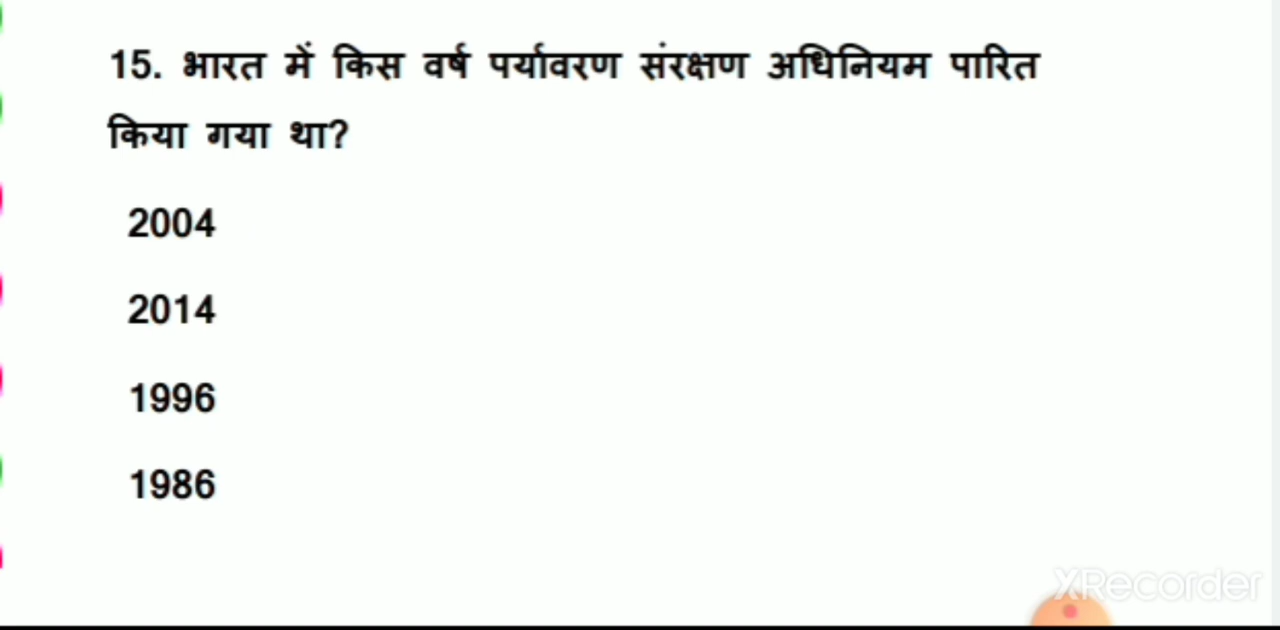 15. भारत में किस वर्ष पर्यावरण संरक्षण अधिनियम पारित
किया गया था?
2004
2014
1996
1986
XRecorder